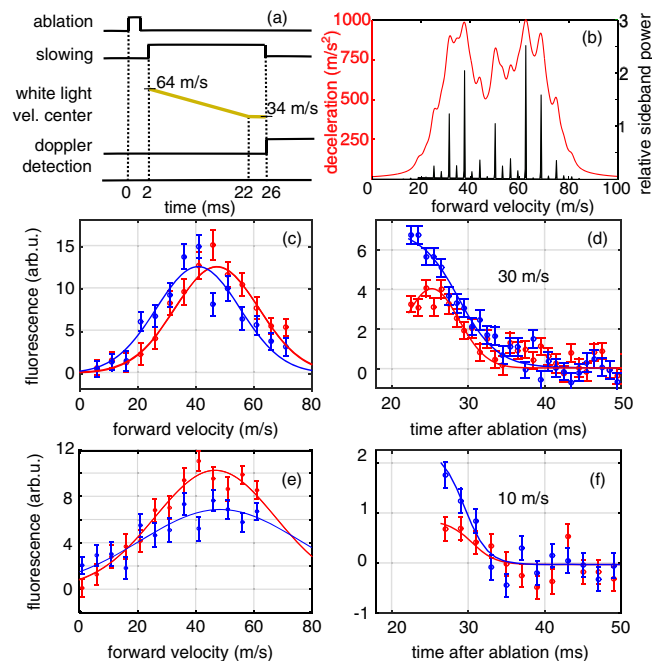 (a)
ablation
slowing
64 m/s
white light
vel. center
34 m/s
doppler
detection
0 2 22 26
time (ms)
(b)
1000
750
500
250
0
deceleration (m/s²)
3
2
1
relative sideband power
0 20 40 60 80 100
forward velocity (m/s)
(c)
15
10
5
0
fluorescence (arb.u.)
0 20 40 60 80
forward velocity (m/s)
(d)
30 m/s
6
4
2
0
20 30 40 50
time after ablation (ms)
(e)
12
8
4
0
fluorescence (arb.u.)
0 20 40 60 80
forward velocity (m/s)
(f)
10 m/s
2
1
0
-1
20 30 40 50
time after ablation (ms)